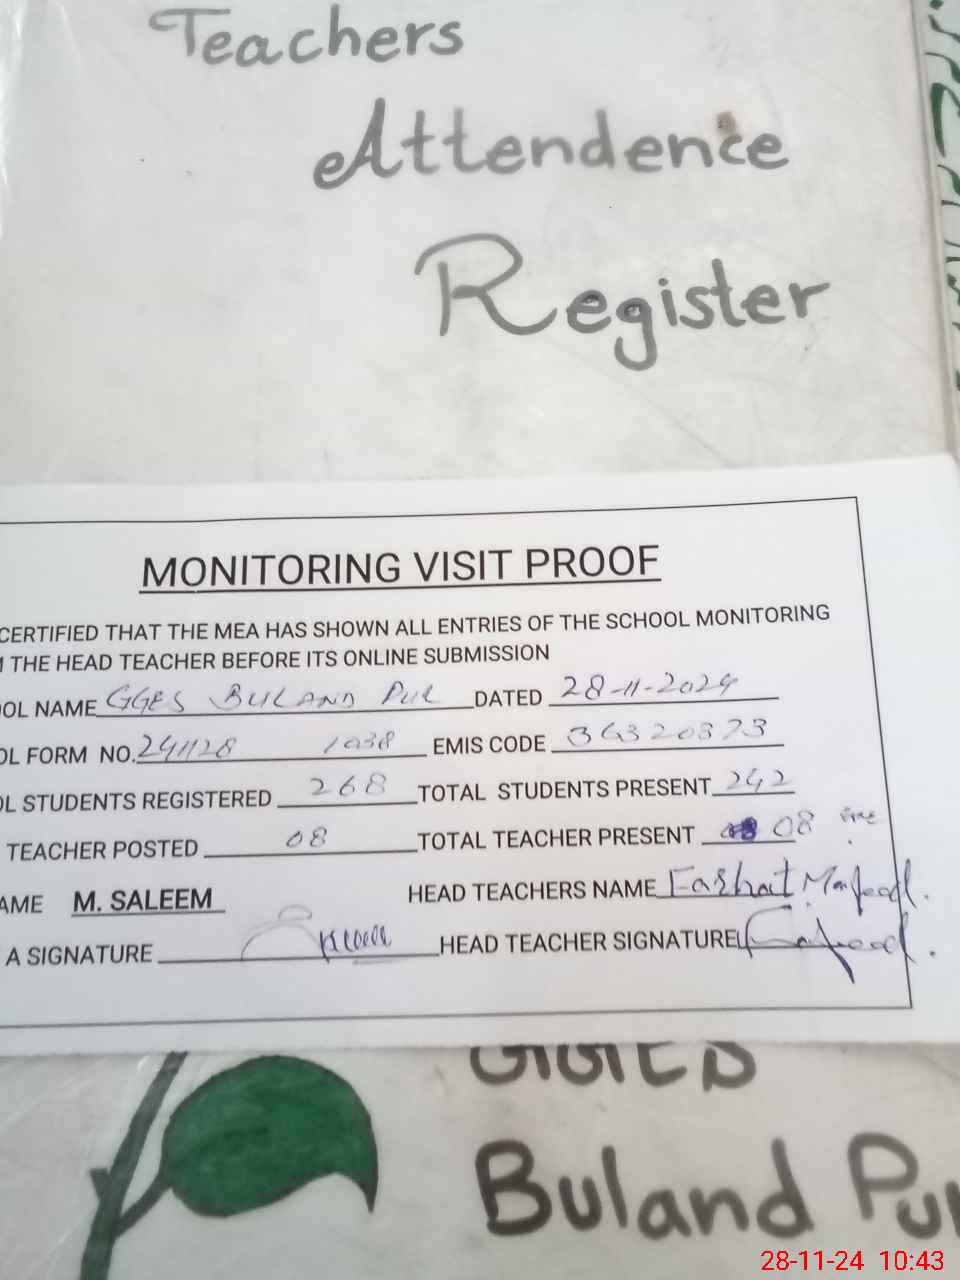 Teachers
Attendence
Register
MONITORING VISIT PROOF
CERTIFIED THAT THE MEA HAS SHOWN ALL ENTRIES OF THE SCHOOL MONITORING
THE HEAD TEACHER BEFORE ITS ONLINE SUBMISSION
OL NAME GGES BULAND PUR DATED 28-11-2024
OL FORM NO. 241128 1038 EMIS CODE 36320373
OL STUDENTS REGISTERED 268 TOTAL STUDENTS PRESENT 242
TEACHER POSTED 08 TOTAL TEACHER PRESENT 08
AME M. SALEEM HEAD TEACHERS NAME Farhat
A SIGNATURE HEAD TEACHER SIGNATURE
GGES
Buland Pur
28-11-24 10:43